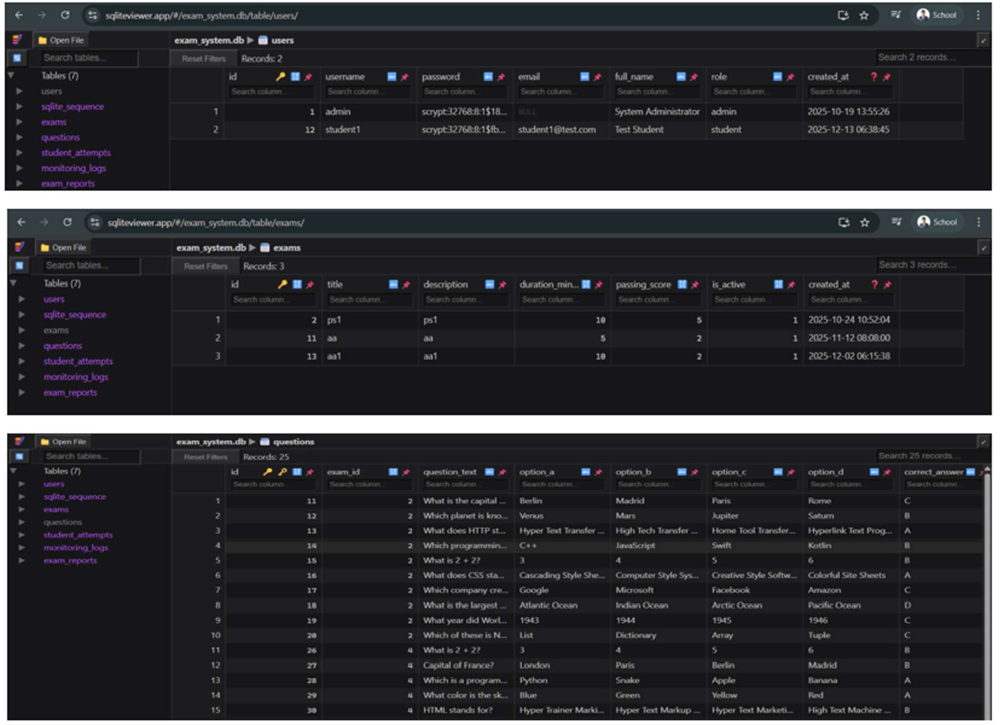 sqliteviewer.app/#/exam_system.db/table/users/ School
Open File exam_system.db users
Search tables... Reset Filters Records: 2 Search 2 records...
Tables (7) id username password email full_name role created_at
Search column... Search column... Search column... Search column... Search column... Search column... Search column...
users
sqlite_sequence 1 1 admin scrypt:32768:8:1$18... NULL System Administrator admin 2025-10-19 13:55:26
exams 2 12 student1 scrypt:32768:8:1$fb... student1@test.com Test Student student 2025-12-13 06:38:45
questions
student_attempts
monitoring_logs
exam_reports
sqliteviewer.app/#/exam_system.db/table/exams/ School
Open File exam_system.db exams
Search tables... Reset Filters Records: 3 Search 3 records...
Tables (7) id title description duration_min... passing_score is_active created_at
users Search column... Search column... Search column... Search column... Search column... Search column... Search column...
sqlite_sequence 1 2 ps1 ps1 10 5 1 2025-10-24 10:52:04
exams 2 11 aa aa 5 2 1 2025-11-12 08:08:00
questions 3 13 aa1 aa1 10 2 1 2025-12-02 06:15:38
student_attempts
monitoring_logs
exam_reports
Open File exam_system.db questions
Search tables... Reset Filters Records: 25 Search 25 records...
Tables (7) id exam_id question_text option_a option_b option_c option_d correct_answer
users Search column... Search column... Search column... Search column... Search column... Search column... Search column... Search column
sqlite_sequence 1 11 2 What is the capital ... Berlin Madrid Paris Rome C
exams 2 12 2 Which planet is kno... Venus Mars Jupiter Saturn B
questions 3 13 2 What does HTTP st... Hyper Text Transfer ... High Tech Transfer ... Home Tool Transfer... Hyperlink Text Prog... A
student_attempts 4 14 2 Which programmin... C++ JavaScript Swift Kotlin B
monitoring_logs 5 15 2 What is 2 + 2? 3 4 5 6 B
exam_reports 6 16 2 What does CSS sta... Cascading Style She... Computer Style Sys... Creative Style Softw... Colorful Site Sheets A
7 17 2 Which company cre... Google Microsoft Facebook Amazon C
8 18 2 What is the largest ... Atlantic Ocean Indian Ocean Arctic Ocean Pacific Ocean D
9 19 2 What year did Worl... 1943 1944 1945 1946 C
10 20 2 Which of these is N... List Dictionary Array Tuple C
11 26 4 What is 2 + 2? 3 4 5 6 B
12 27 4 Capital of France? London Paris Berlin Madrid B
13 28 4 Which is a program... Python Snake Apple Banana A
14 29 4 What color is the sk... Blue Green Yellow Red A
15 30 4 HTML stands for? Hyper Trainer Marki... Hyper Text Markup ... Hyper Text Marketi... High Text Machine ... B